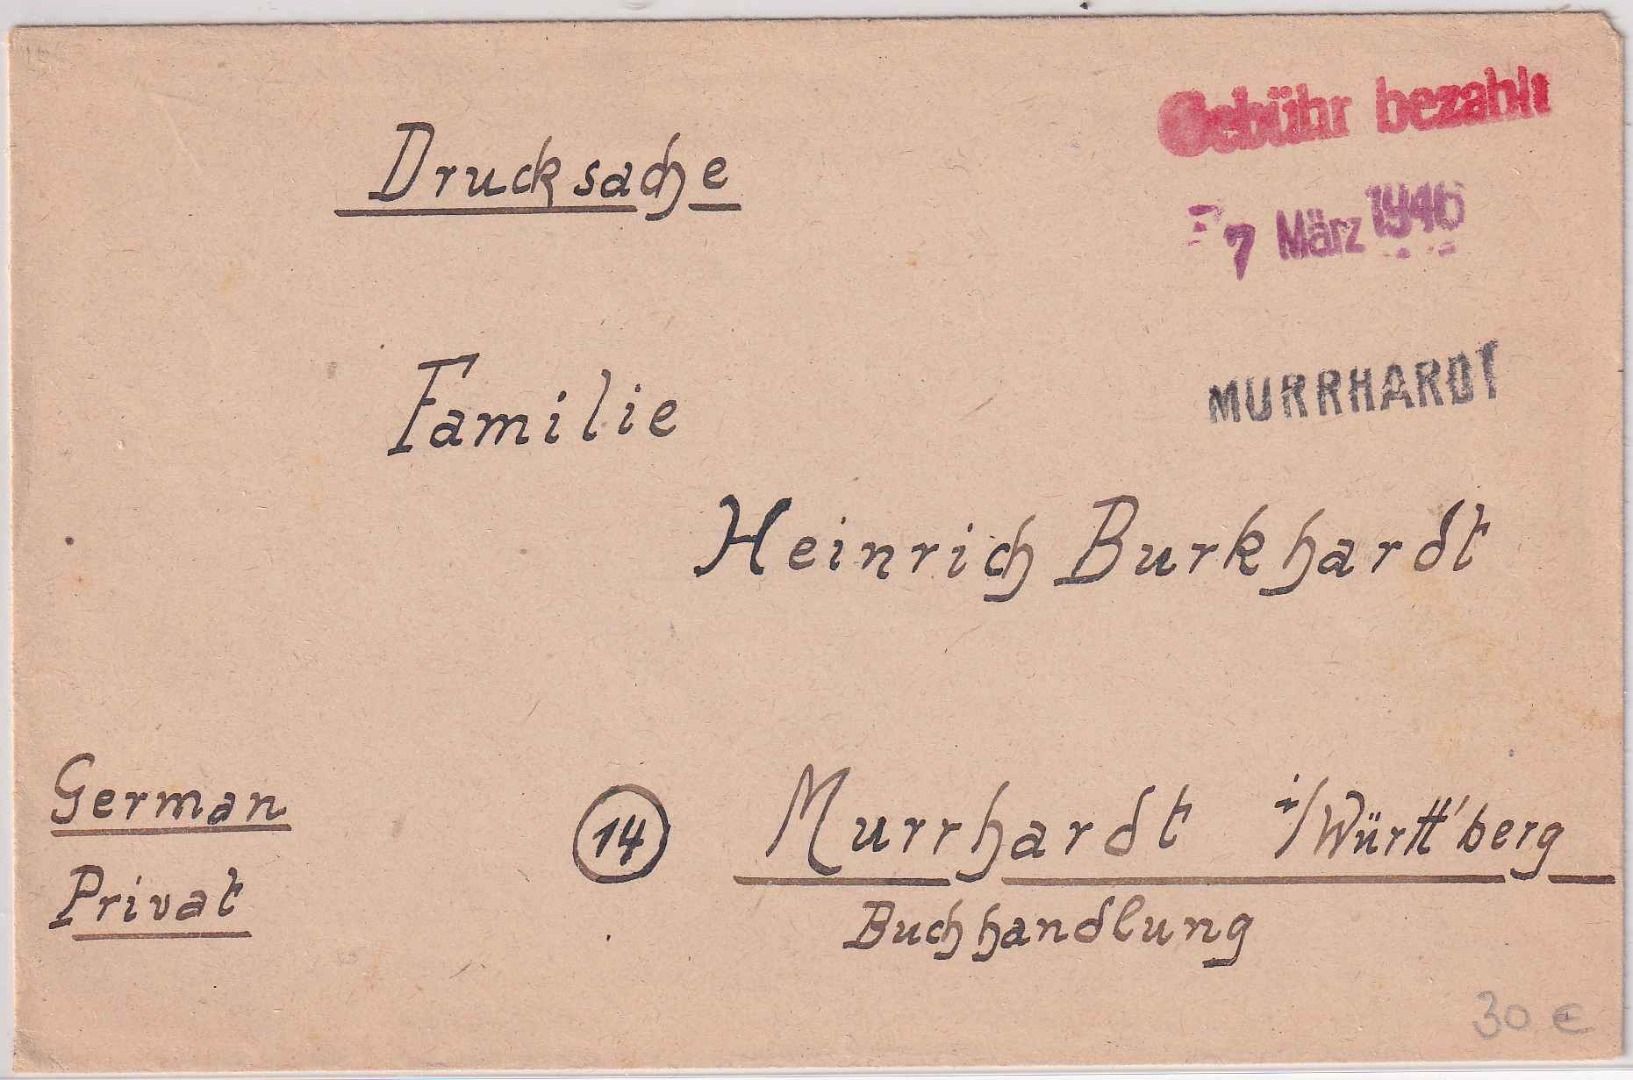 Gebühr bezahlt
Drucksache
7 März 1946
MURRHARDT
Familie
Heinrich Burkhardt
German
Privat
14 Murrhardt i/Württ'berg
Buchhandlung
30 €